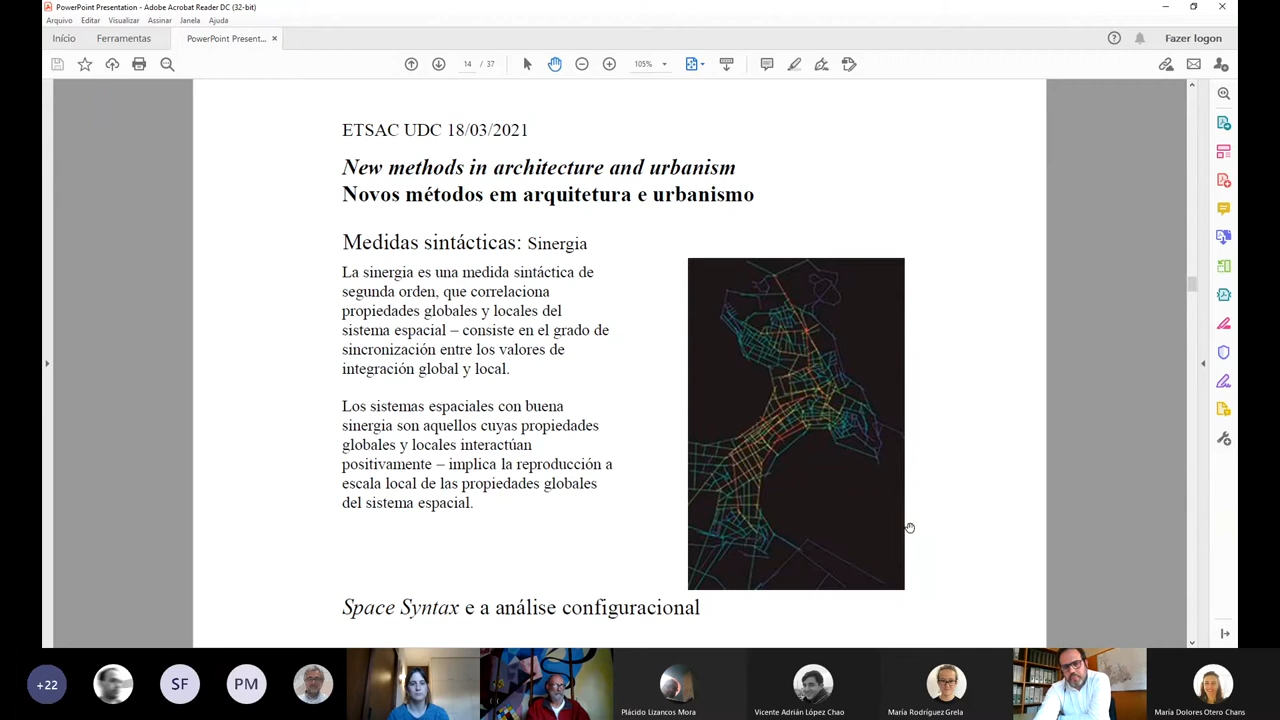 PowerPoint Presentation - Adobe Acrobat Reader DC (32-bit)
Arquivo Editar Visualizar Assinar Janela Ajuda
Início Ferramentas PowerPoint Present... Fazer logon
14 / 37 105%
ETSAC UDC 18/03/2021
New methods in architecture and urbanism
Novos métodos em arquitetura e urbanismo
Medidas sintácticas: Sinergia
La sinergia es una medida sintáctica de
segunda orden, que correlaciona
propiedades globales y locales del
sistema espacial – consiste en el grado de
sincronización entre los valores de
integración global y local.
Los sistemas espaciales con buena
sinergia son aquellos cuyas propiedades
globales y locales interactúan
positivamente – implica la reproducción a
escala local de las propiedades globales
del sistema espacial.
Space Syntax e a análise configuracional
+22 SF PM
Plácido Lizancos Mora Vicente Adrián López Chao María Rodríguez Grela María Dolores Otero Chans